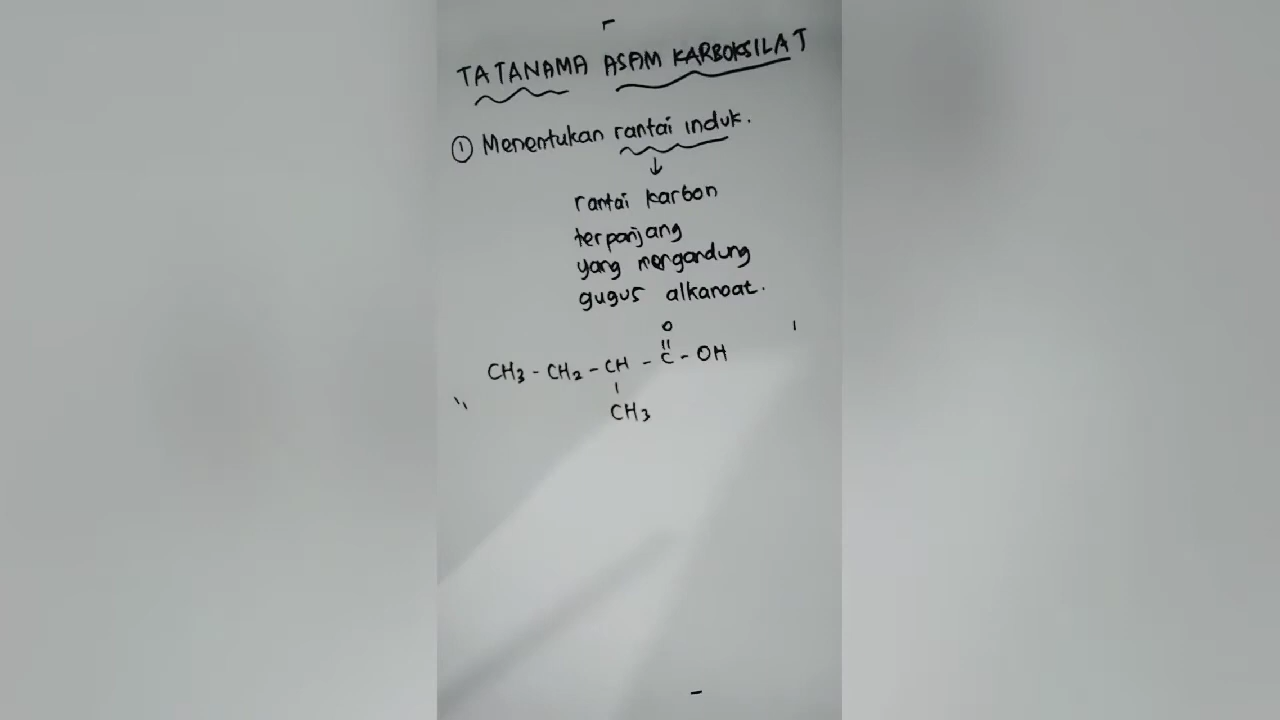 TATANAMA ASAM KARBOKSILAT
① Menentukan rantai induk.
↓
rantai karbon
terpanjang
yang mengandung
gugus alkanoat.
O
||
CH3 - CH2 - CH - C - OH
|
CH3